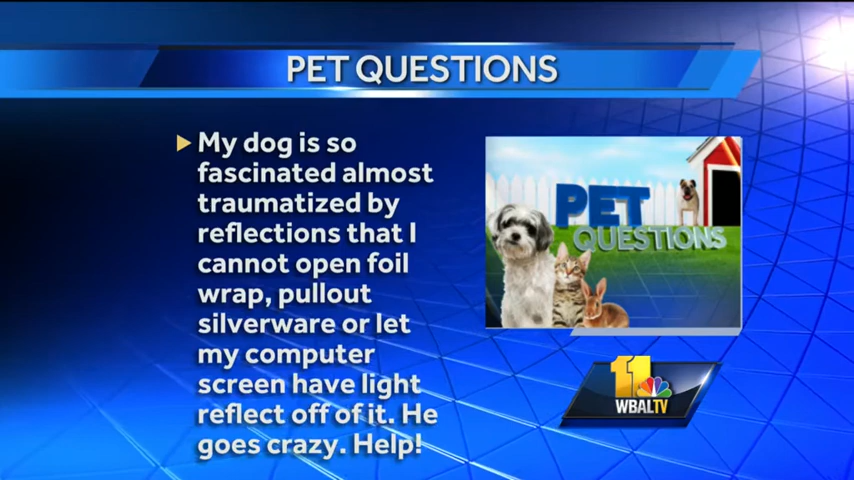 PET QUESTIONS
My dog is so
fascinated almost
traumatized by
reflections that I
cannot open foil
wrap, pullout
silverware or let
my computer
screen have light
reflect off of it. He
goes crazy. Help!
PET
QUESTIONS
11
WBALTV